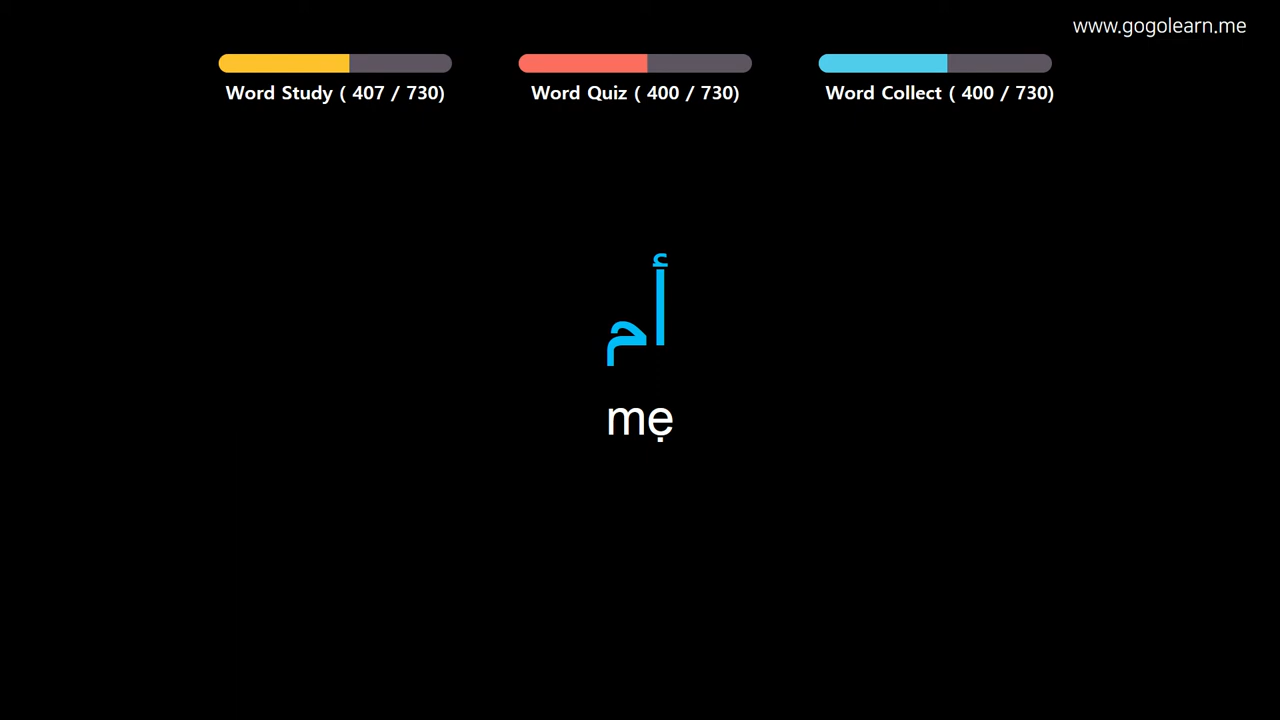 www.gogolearn.me
Word Study ( 407 / 730)
Word Quiz ( 400 / 730)
Word Collect ( 400 / 730)
أم
mẹ